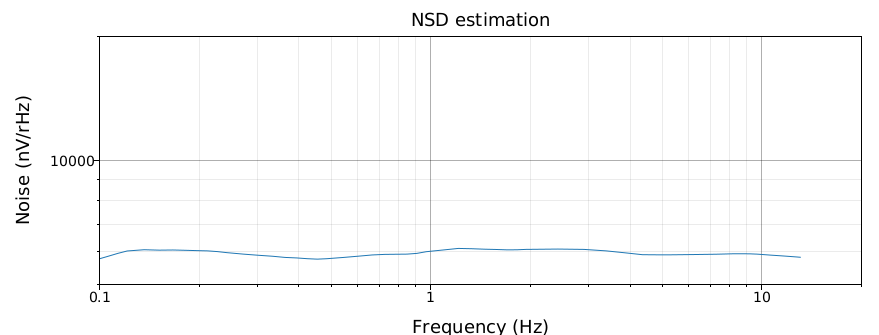 NSD estimation
Noise (nV/rHz)
10000
0.1 1 10
Frequency (Hz)